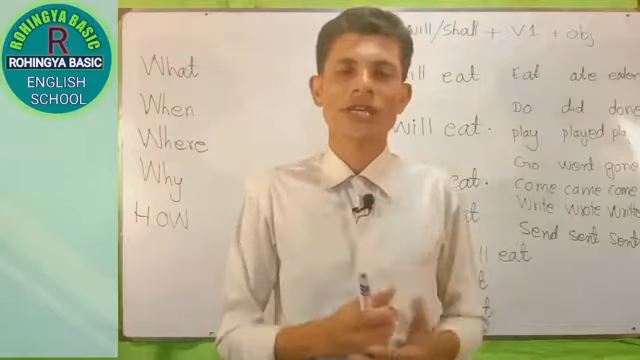 ROHINGYA BASIC
R
ROHINGYA BASIC
ENGLISH
SCHOOL
What
When
Where
Why
HOW
will/shall + V1 + obj
will eat
will eat.
eat.
eat
Eat ate eaten
Do did done
play played
Go went gone
Come came come
Write wrote
Send sent sent
eat